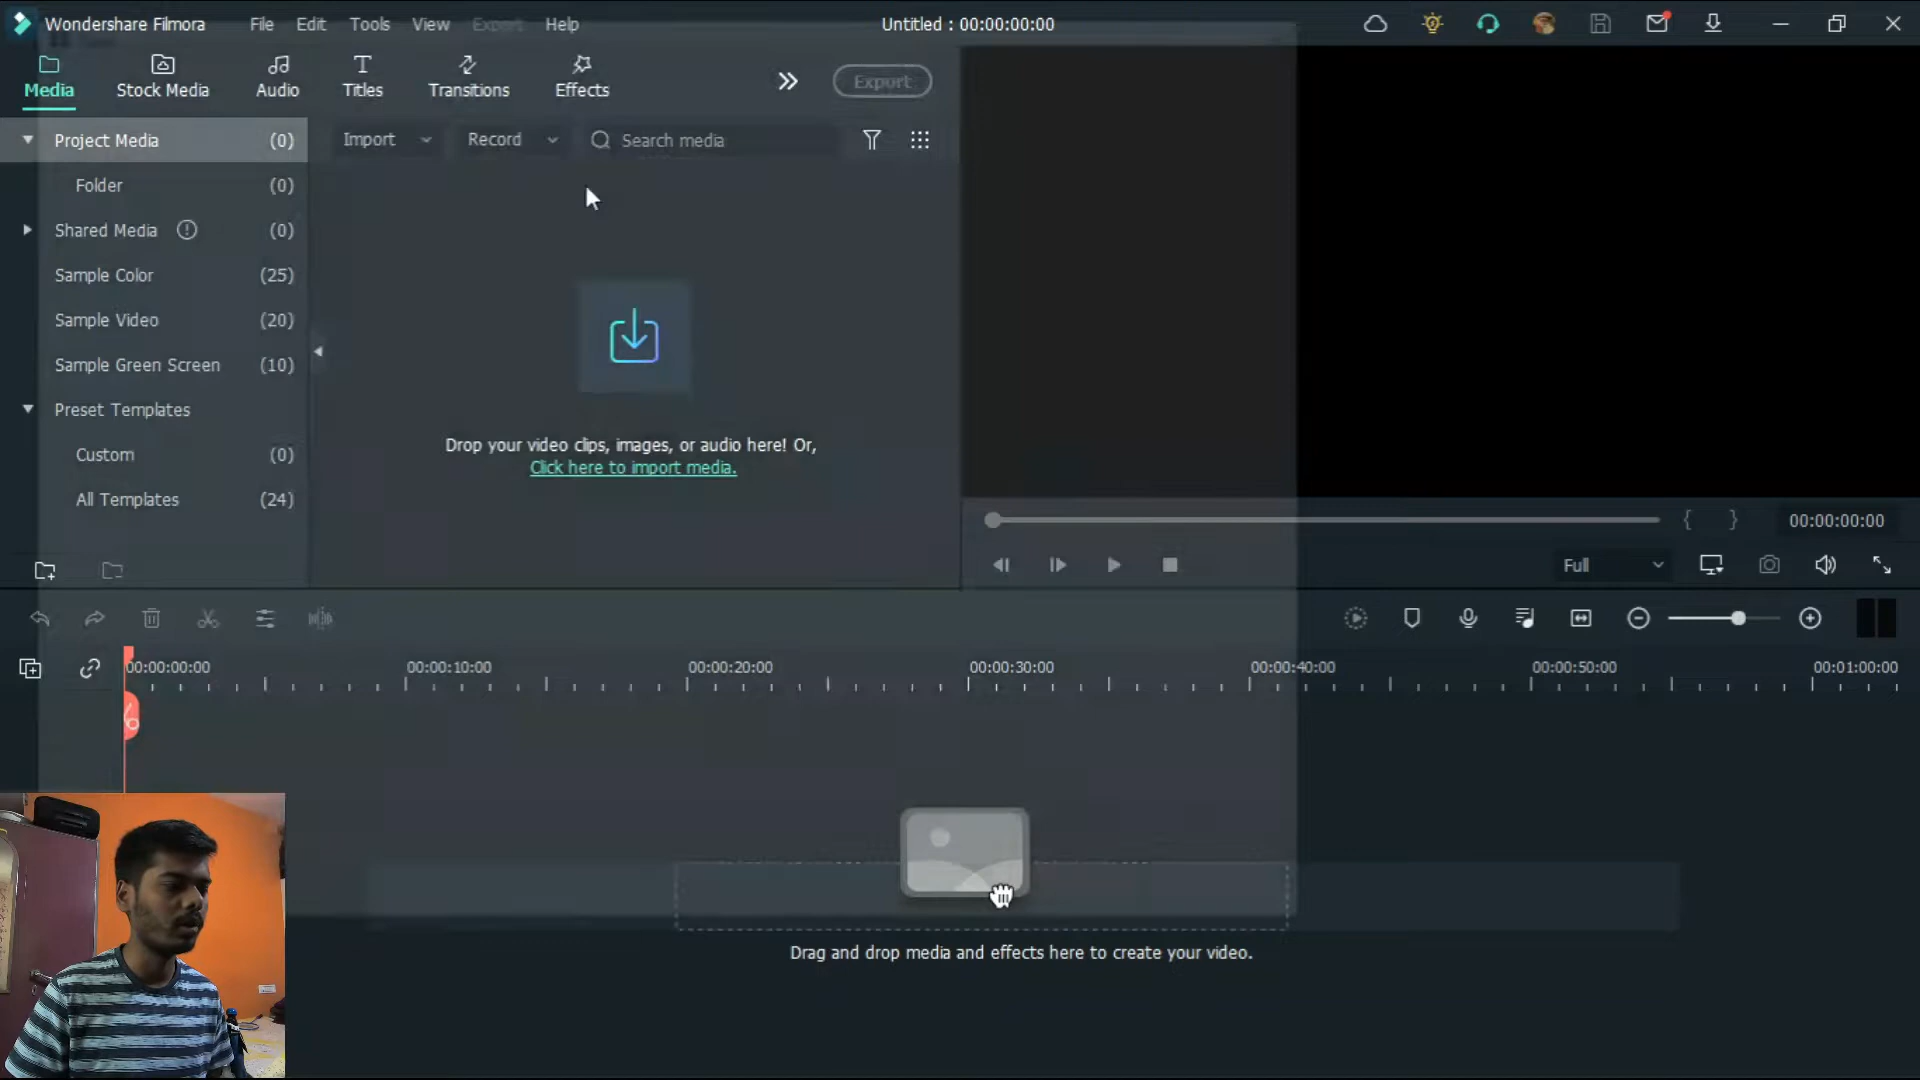 Wondershare Filmora File Edit Tools View Export Help Untitled : 00:00:00:00
Media Stock Media Audio Titles Transitions Effects Export
Project Media (0)
Folder (0)
Shared Media (0)
Sample Color (25)
Sample Video (20)
Sample Green Screen (10)
Preset Templates
Custom (0)
All Templates (24)
Import Record Search media
Drop your video clips, images, or audio here! Or,
Click here to import media.
{ } 00:00:00:00
Full
00:00:00:00 00:00:10:00 00:00:20:00 00:00:30:00 00:00:40:00 00:00:50:00 00:01:00:00
Drag and drop media and effects here to create your video.